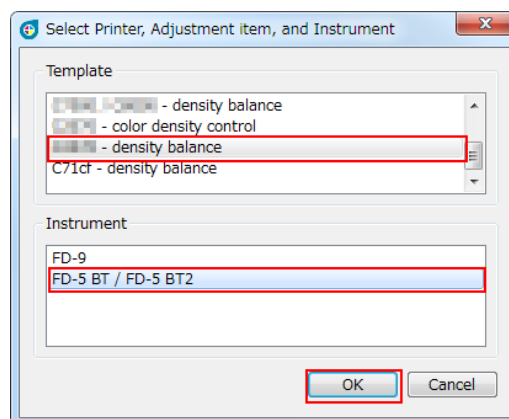 Select Printer, Adjustment item, and Instrument
Template
- density balance
- color density control
- density balance
C71cf - density balance
Instrument
FD-9
FD-5 BT / FD-5 BT2
OK
Cancel